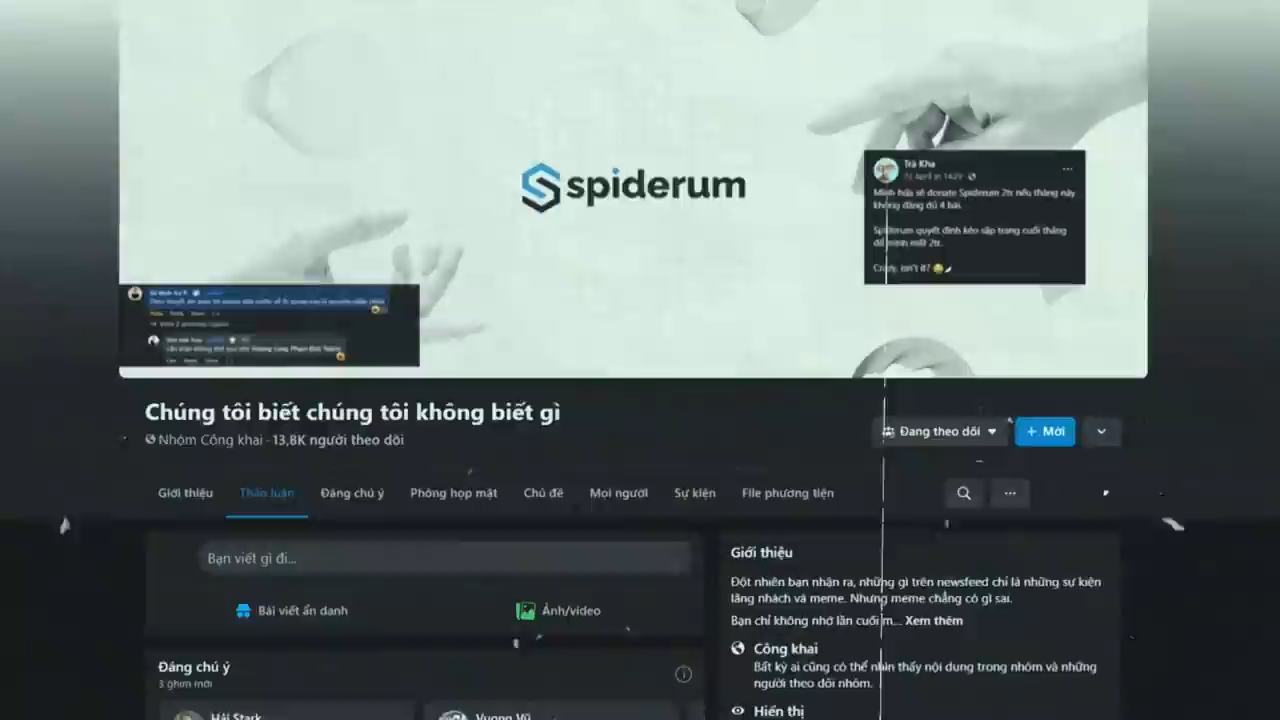 spiderum
Trà Kha
Mình hứa sẽ donate Spiderum 2tr nếu tháng này
không đăng đủ 4 bài.
Spiderum quyết định kéo sập trang cuối tháng
để mình mất 2tr.
Crazy, isn't it?
Chúng tôi biết chúng tôi không biết gì
Nhóm Công khai · 13,8K người theo dõi
Đang theo dõi
+ Mời
Giới thiệu Thảo luận Đáng chú ý Phòng họp mặt Chủ đề Mọi người Sự kiện File phương tiện
Bạn viết gì đi...
Bài viết ẩn danh
Ảnh/video
Đáng chú ý
3 ghim mới
Hải Stark
Vuong Vũ
Giới thiệu
Đột nhiên bạn nhận ra, những gì trên newsfeed chỉ là những sự kiện
lãng nhách và meme. Nhưng meme chẳng có gì sai.
Bạn chỉ không nhớ lần cuối m... Xem thêm
Công khai
Bất kỳ ai cũng có thể nhìn thấy nội dung trong nhóm và những
người theo dõi nhóm.
Hiển thị